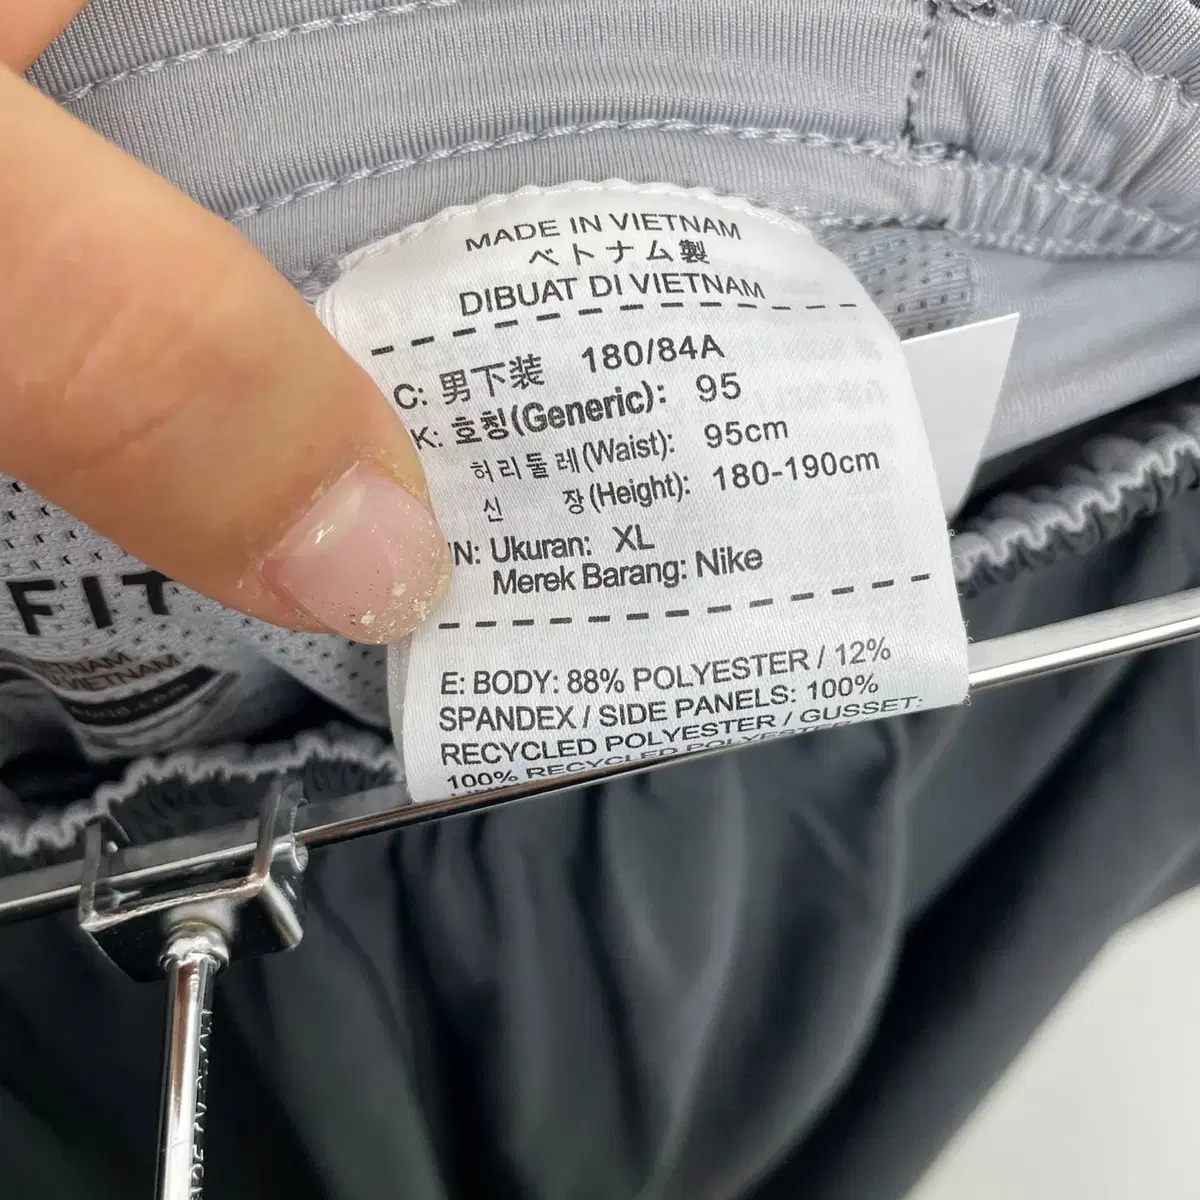 MADE IN VIETNAM
ベトナム製
DIBUAT DI VIETNAM
C: 男下装 180/84A
K: 호칭(Generic): 95
허리둘레(Waist): 95cm
신 장(Height): 180-190cm
N: Ukuran: XL
Merek Barang: Nike
E: BODY: 88% POLYESTER / 12%
SPANDEX / SIDE PANELS: 100%
RECYCLED POLYESTER / GUSSET:
100% RECYCLED POLYESTER
FIT
VIETNAM